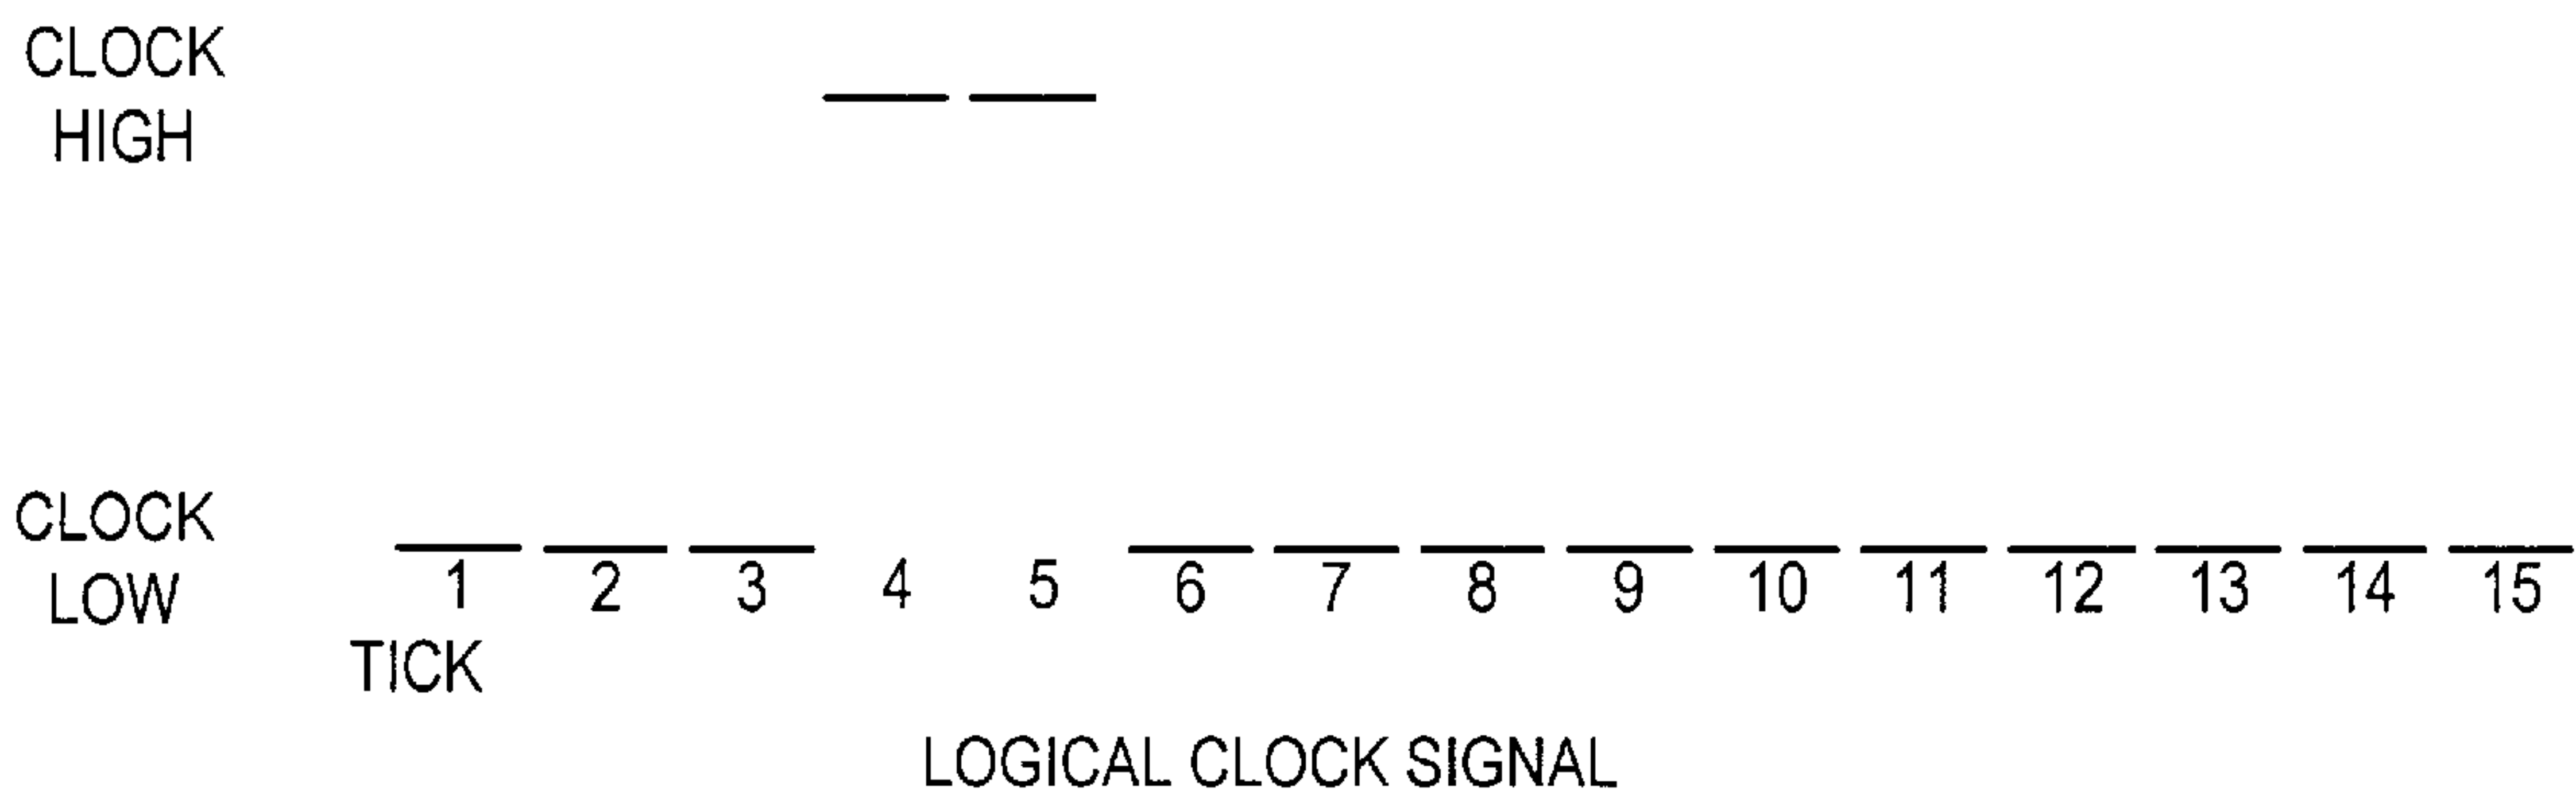 CLOCK
HIGH
CLOCK
LOW
1 2 3 4 5 6 7 8 9 10 11 12 13 14 15
TICK
LOGICAL CLOCK SIGNAL